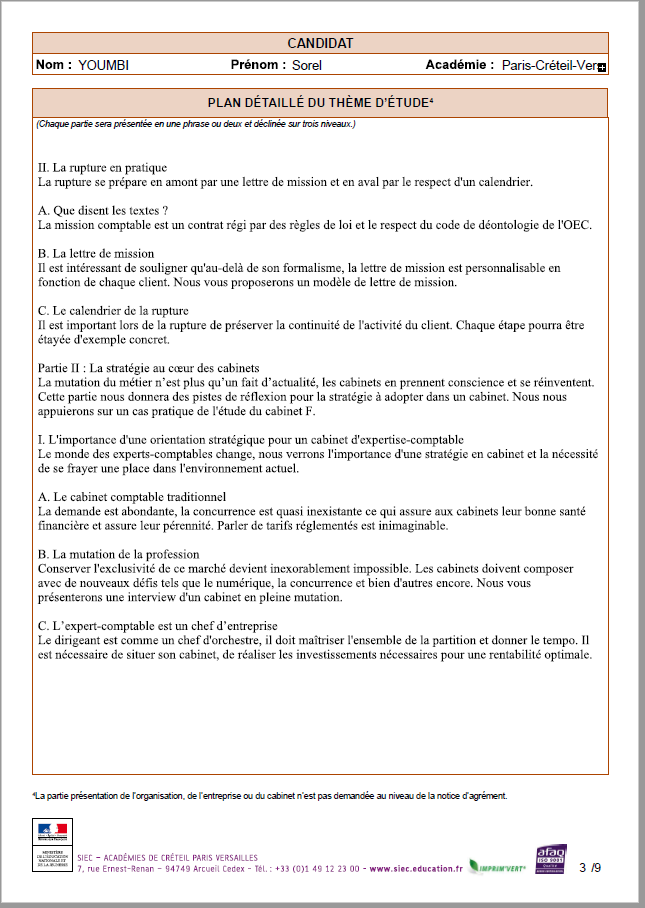 CANDIDAT
Nom : YOUMBI Prénom : Sorel Académie : Paris-Créteil-Vers
PLAN DÉTAILLÉ DU THÈME D'ÉTUDE⁴
(Chaque partie sera présentée en une phrase ou deux et déclinée sur trois niveaux.)
II. La rupture en pratique
La rupture se prépare en amont par une lettre de mission et en aval par le respect d'un calendrier.
A. Que disent les textes ?
La mission comptable est un contrat régi par des règles de loi et le respect du code de déontologie de l'OEC.
B. La lettre de mission
Il est intéressant de souligner qu'au-delà de son formalisme, la lettre de mission est personnalisable en
fonction de chaque client. Nous vous proposerons un modèle de lettre de mission.
C. Le calendrier de la rupture
Il est important lors de la rupture de préserver la continuité de l'activité du client. Chaque étape pourra être
étayée d'exemple concret.
Partie II : La stratégie au cœur des cabinets
La mutation du métier n’est plus qu’un fait d’actualité, les cabinets en prennent conscience et se réinventent.
Cette partie nous donnera des pistes de réflexion pour la stratégie à adopter dans un cabinet. Nous nous
appuierons sur un cas pratique de l'étude du cabinet F.
I. L'importance d'une orientation stratégique pour un cabinet d'expertise-comptable
Le monde des experts-comptables change, nous verrons l'importance d'une stratégie en cabinet et la nécessité
de se frayer une place dans l'environnement actuel.
A. Le cabinet comptable traditionnel
La demande est abondante, la concurrence est quasi inexistante ce qui assure aux cabinets leur bonne santé
financière et assure leur pérennité. Parler de tarifs réglementés est inimaginable.
B. La mutation de la profession
Conserver l'exclusivité de ce marché devient inexorablement impossible. Les cabinets doivent composer
avec de nouveaux défis tels que le numérique, la concurrence et bien d'autres encore. Nous vous
présenterons une interview d'un cabinet en pleine mutation.
C. L’expert-comptable est un chef d’entreprise
Le dirigeant est comme un chef d'orchestre, il doit maîtriser l'ensemble de la partition et donner le tempo. Il
est nécessaire de situer son cabinet, de réaliser les investissements nécessaires pour une rentabilité optimale.
⁴La partie présentation de l'organisation, de l'entreprise ou du cabinet n'est pas demandée au niveau de la notice d'agrément.
MINISTÈRE
DE L'ÉDUCATION
NATIONALE ET
DE LA JEUNESSE
SIEC – ACADÉMIES DE CRÉTEIL PARIS VERSAILLES
7, rue Ernest-Renan – 94749 Arcueil Cedex - Tél. : +33 (0)1 49 12 23 00 - www.siec.education.fr
IMPRIM'VERT®
afaq
ISO 9001
Qualité
3 /9